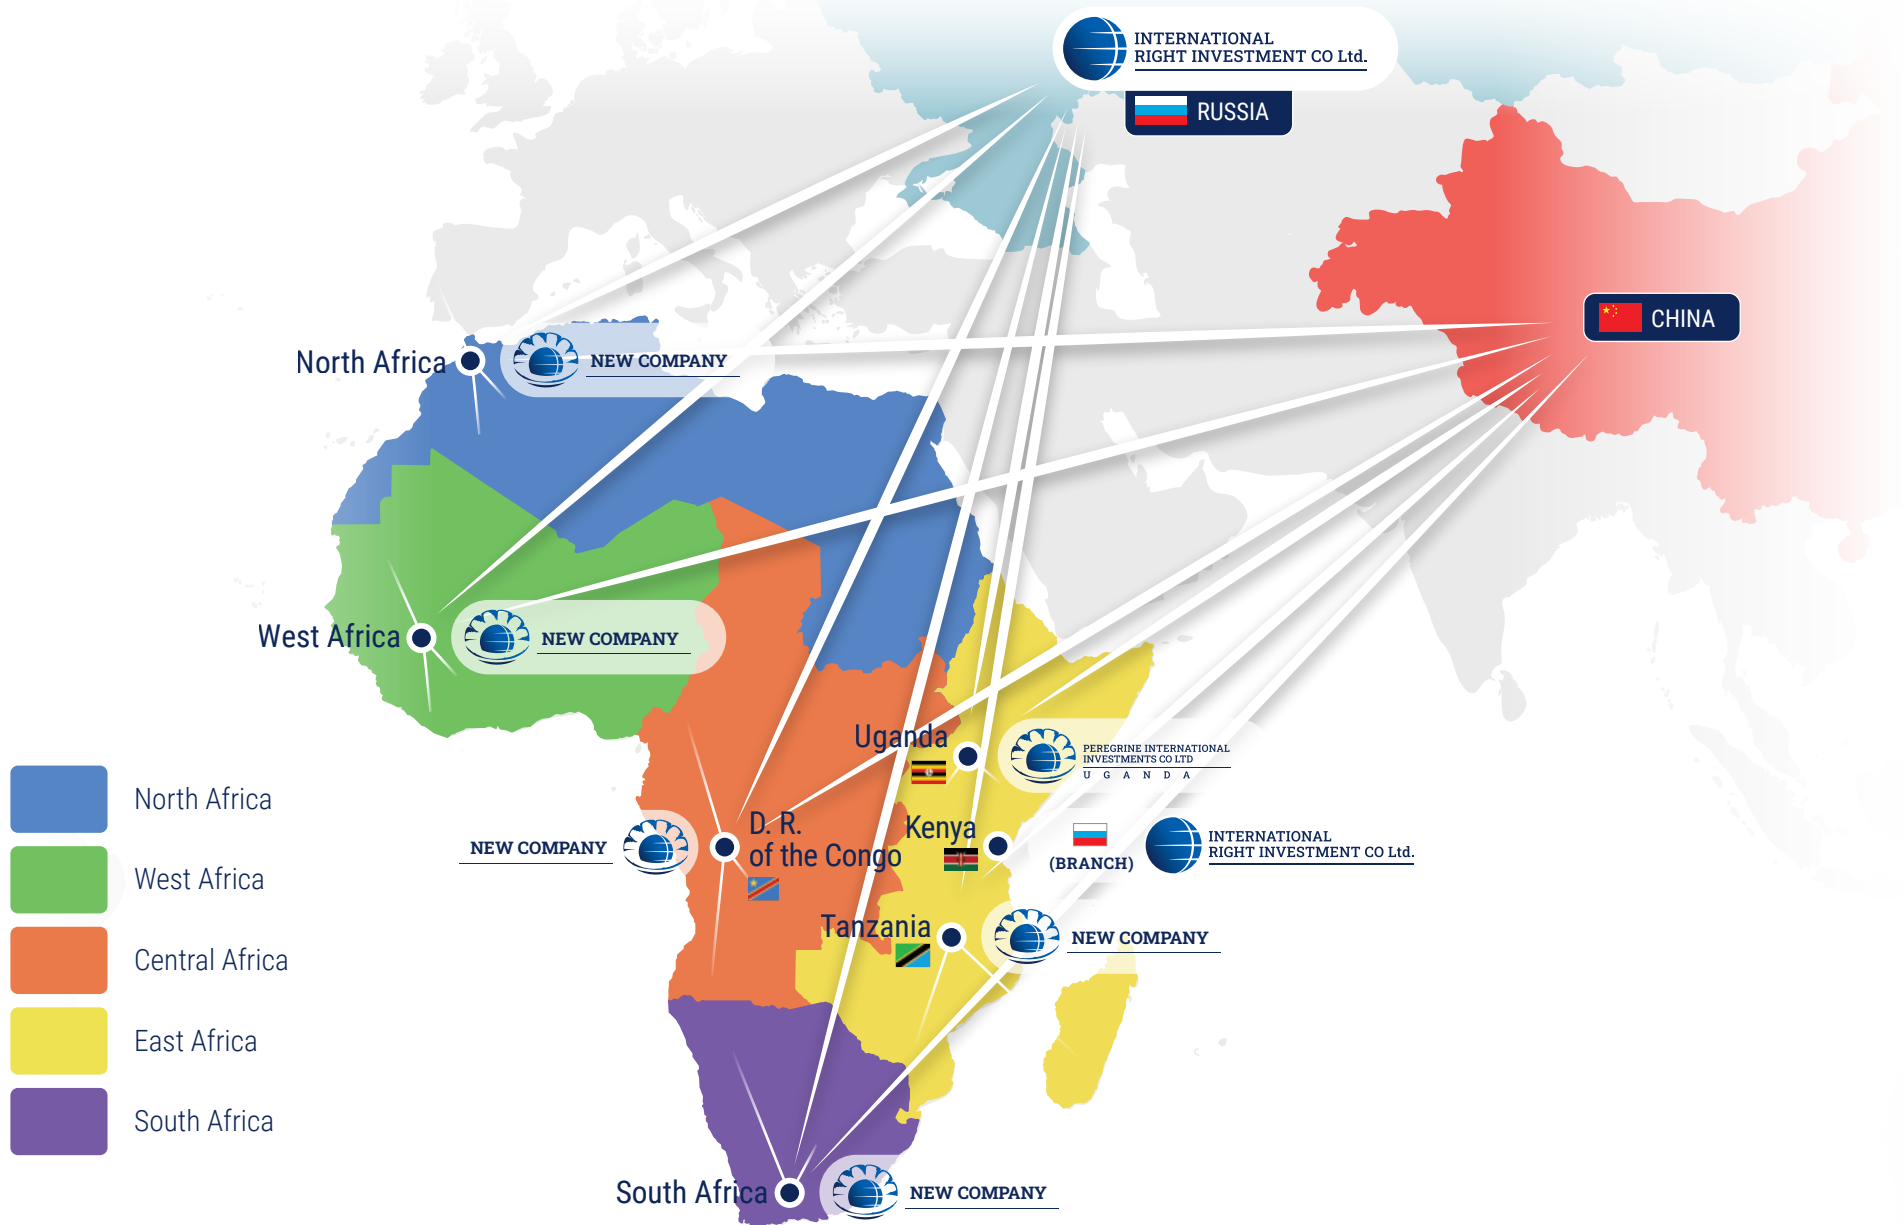 INTERNATIONAL
RIGHT INVESTMENT CO Ltd.
RUSSIA
CHINA
North Africa
NEW COMPANY
West Africa
NEW COMPANY
Uganda
PEREGRINE INTERNATIONAL
INVESTMENTS CO LTD
UGANDA
D. R.
of the Congo
NEW COMPANY
Kenya
(BRANCH)
INTERNATIONAL
RIGHT INVESTMENT CO Ltd.
Tanzania
NEW COMPANY
South Africa
NEW COMPANY
North Africa
West Africa
Central Africa
East Africa
South Africa